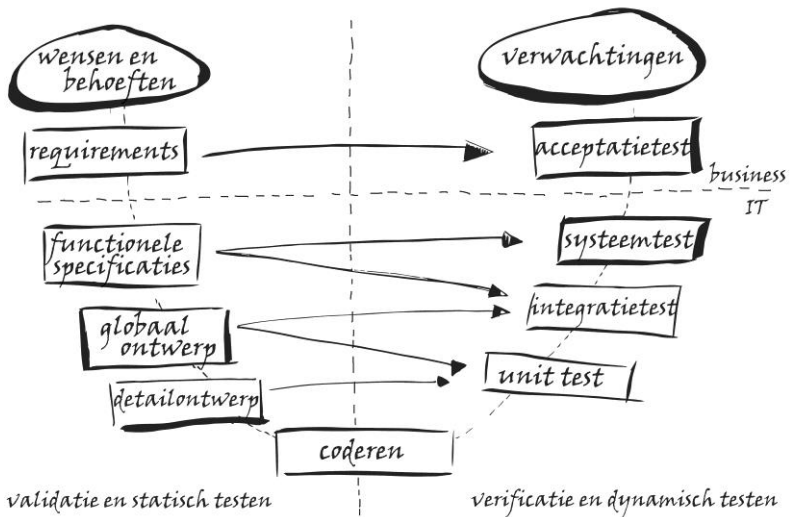 wensen en
behoeften
verwachtingen
requirements
acceptatietest
business
IT
functionele
specificaties
systeemtest
integratietest
globaal
ontwerp
unit test
detailontwerp
coderen
validatie en statisch testen
verificatie en dynamisch testen